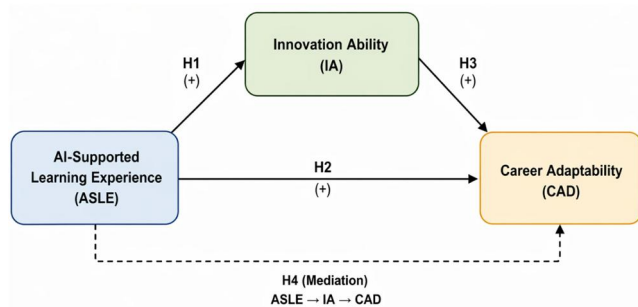 Innovation Ability
(IA)
H1
(+)
H3
(+)
AI-Supported
Learning Experience
(ASLE)
H2
(+)
Career Adaptability
(CAD)
H4 (Mediation)
ASLE → IA → CAD